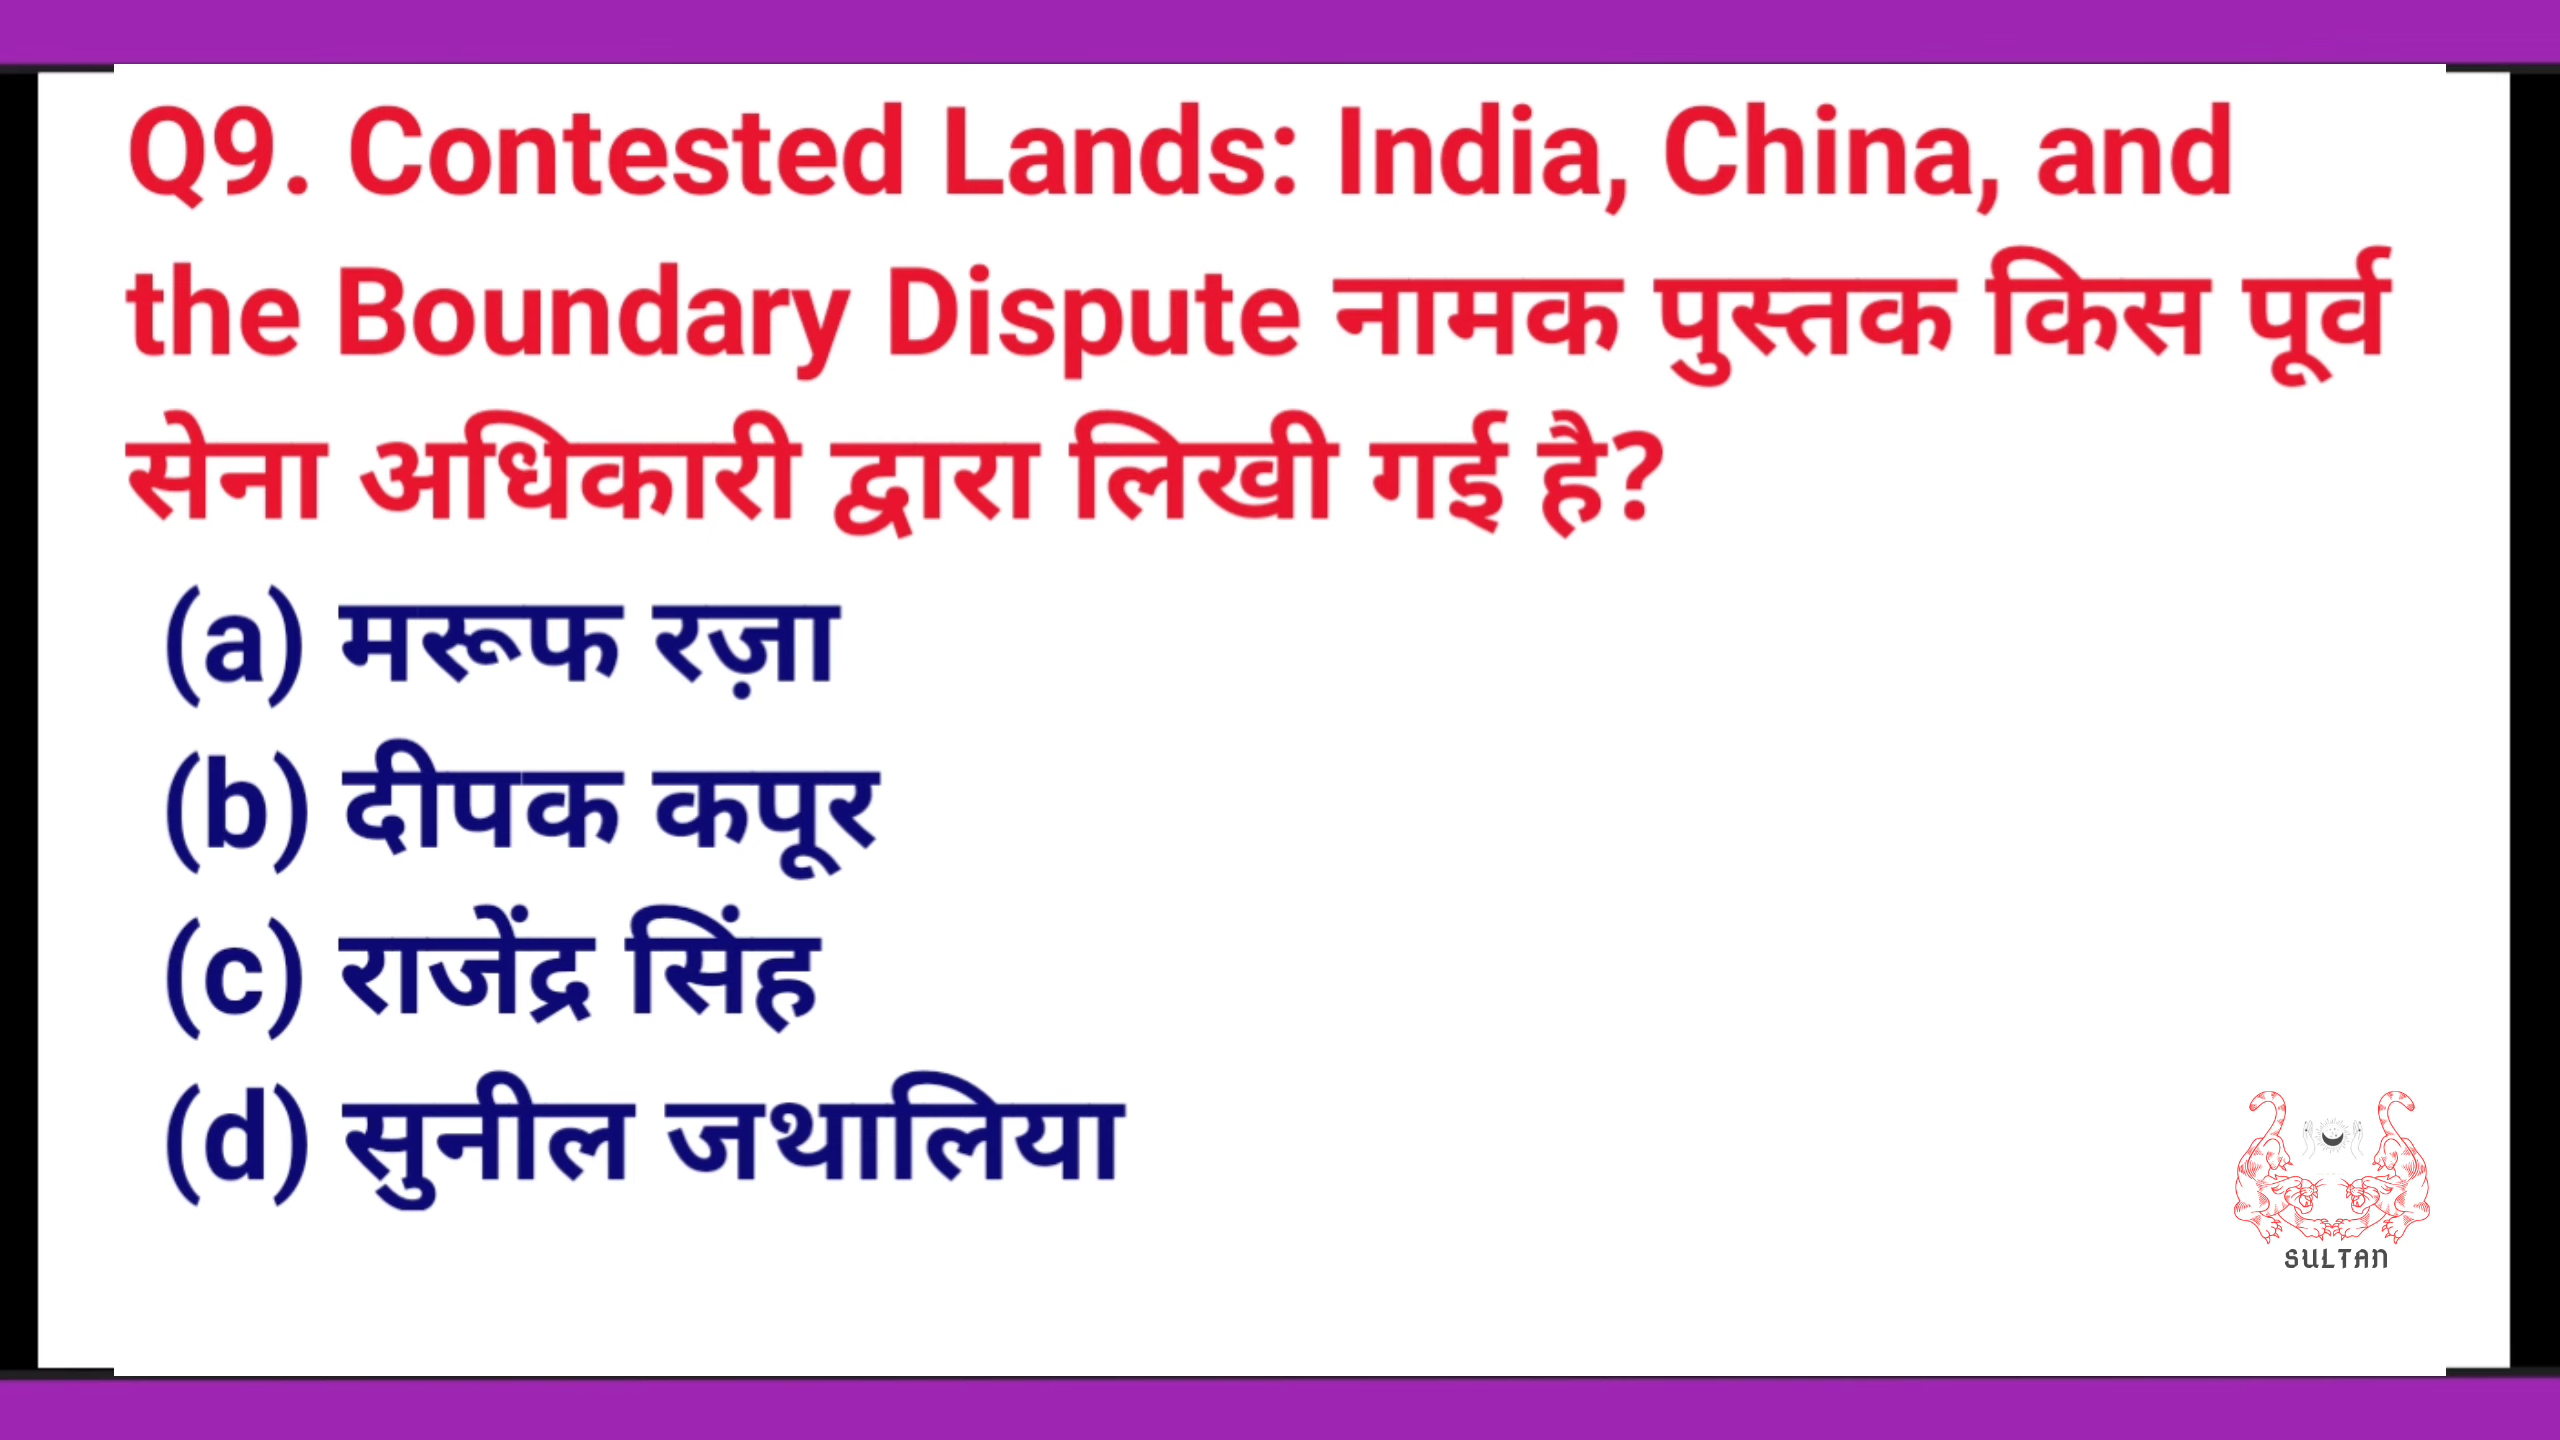 Q9. Contested Lands: India, China, and
the Boundary Dispute नामक पुस्तक किस पूर्व
सेना अधिकारी द्वारा लिखी गई है?
(a) मरूफ रज़ा
(b) दीपक कपूर
(c) राजेंद्र सिंह
(d) सुनील जथालिया
SULTAN